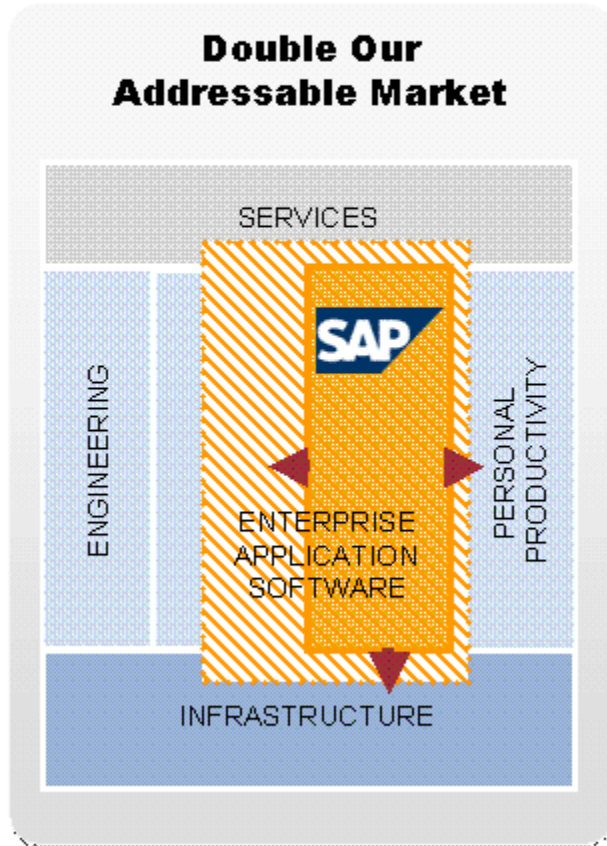 Double Our
Addressable Market
SERVICES
SAP
ENGINEERING
ENTERPRISE
APPLICATION
SOFTWARE
PERSONAL
PRODUCTIVITY
INFRASTRUCTURE